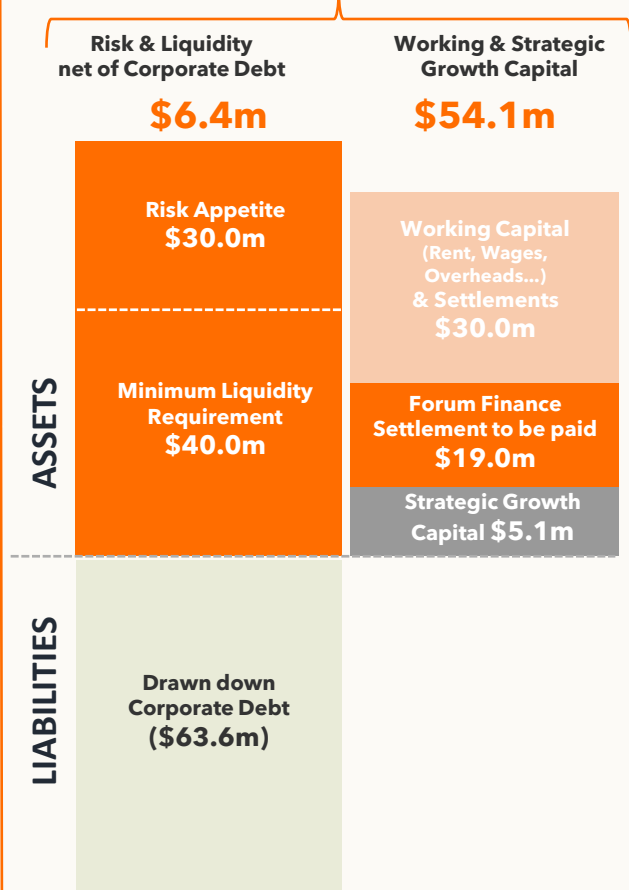 Risk & Liquidity
net of Corporate Debt
$6.4m
Working & Strategic
Growth Capital
$54.1m
ASSETS
Risk Appetite
$30.0m
Minimum Liquidity
Requirement
$40.0m
Working Capital
(Rent, Wages,
Overheads...)
& Settlements
$30.0m
Forum Finance
Settlement to be paid
$19.0m
Strategic Growth
Capital $5.1m
LIABILITIES
Drawn down
Corporate Debt
($63.6m)